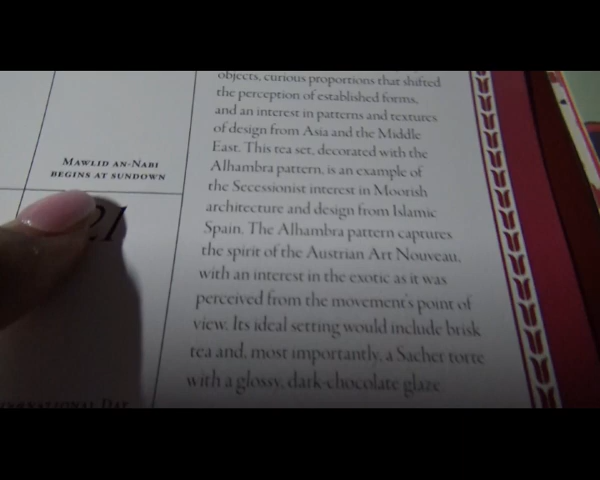 objects, curious proportions that shifted
the perception of established forms,
and an interest in patterns and textures
of design from Asia and the Middle
East. This tea set, decorated with the
Alhambra pattern, is an example of
the Secessionist interest in Moorish
architecture and design from Islamic
Spain. The Alhambra pattern captures
the spirit of the Austrian Art Nouveau,
with an interest in the exotic as it was
perceived from the movement's point of
view. Its ideal setting would include brisk
tea and, most importantly, a Sacher torte
with a glossy, dark-chocolate glaze
Mawlid an-Nabi
begins at sundown
21
Day